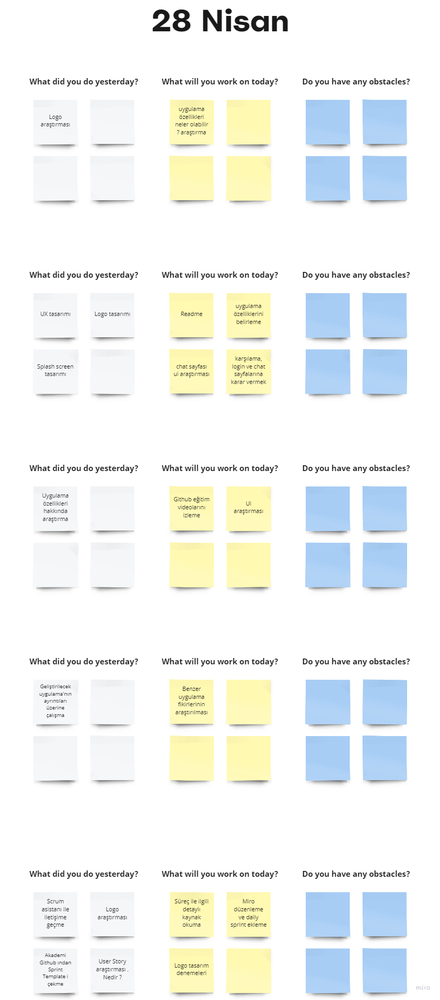 28 Nisan
What did you do yesterday?
What will you work on today?
Do you have any obstacles?
Logo
araştırması
uygulama
özellikleri
neler olabilir
? araştırma
What did you do yesterday?
What will you work on today?
Do you have any obstacles?
UX tasarımı
Logo tasarımı
Readme
uygulama
özelliklerini
belirleme
Splash screen
tasarımı
chat sayfası
ui araştırması
karşılama,
login ve chat
sayfalarına
karar vermek
What did you do yesterday?
What will you work on today?
Do you have any obstacles?
Uygulama
özellikleri
hakkında
araştırma
Github eğitim
videolarını
izleme
Ui
araştırması
What did you do yesterday?
What will you work on today?
Do you have any obstacles?
Geliştirilecek
uygulama'nın
ayrıntıları
üzerine
çalışma
Benzer
uygulama
fikirlerinin
araştırılması
What did you do yesterday?
What will you work on today?
Do you have any obstacles?
Scrum
asistanı ile
iletişime
geçme
Logo
araştırması
Süreç ile ilgili
detaylı
kaynak
okuma
Miro
düzenleme
ve daily
sprint ekleme
Akademi
Github ından
Sprint
Template i
çekme
User Story
araştırması .
Nedir ?
Logo tasarım
denemeleri
miro